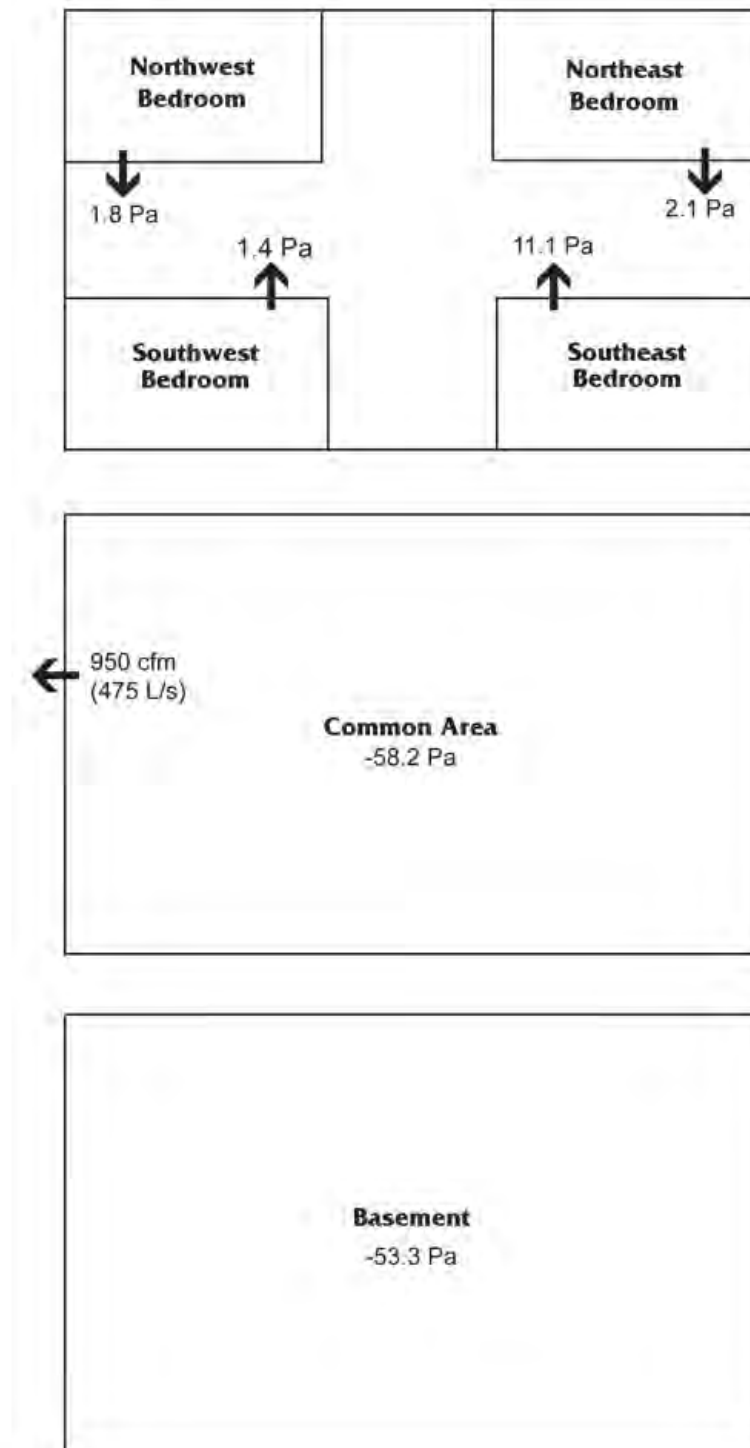 Northwest
Bedroom
Northeast
Bedroom
1.8 Pa
2.1 Pa
1.4 Pa
11.1 Pa
Southwest
Bedroom
Southeast
Bedroom
950 cfm
(475 L/s)
Common Area
-58.2 Pa
Basement
-53.3 Pa